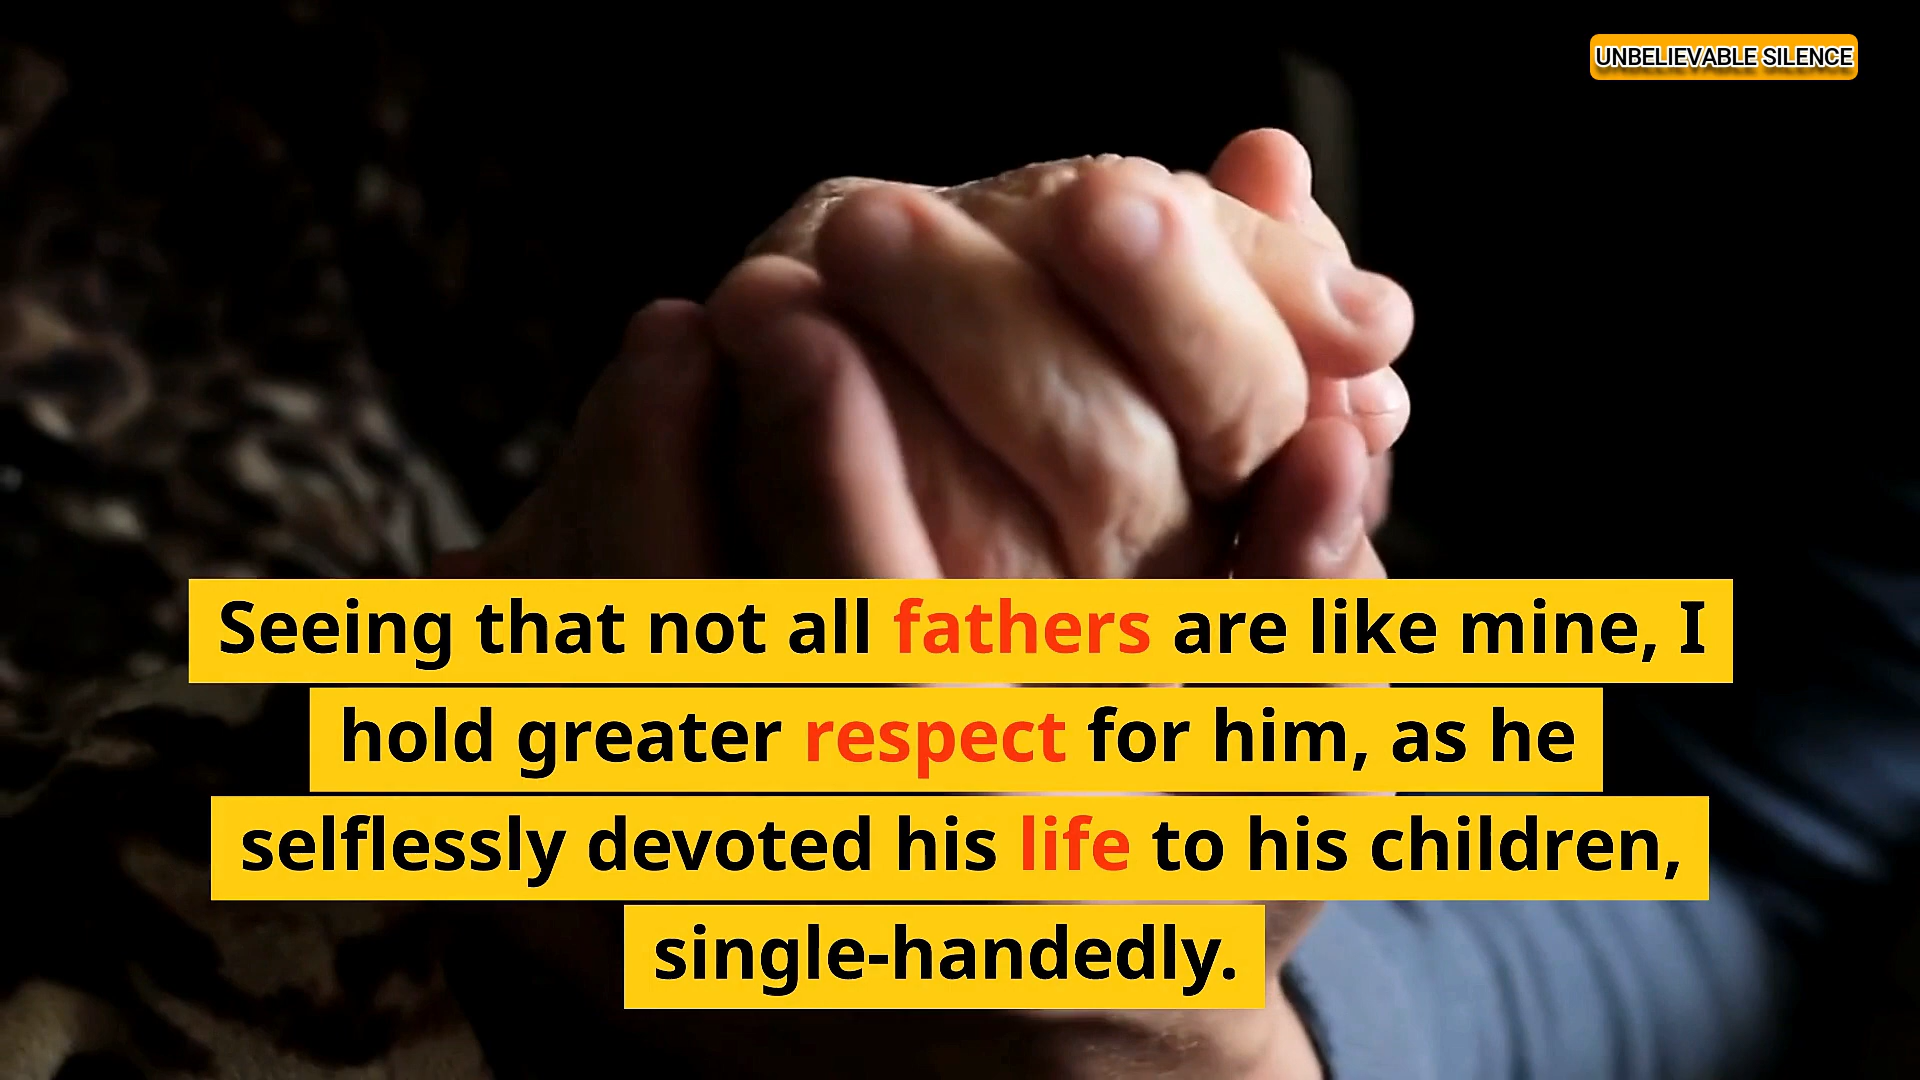 UNBELIEVABLE SILENCE
Seeing that not all fathers are like mine, I
hold greater respect for him, as he
selflessly devoted his life to his children,
single-handedly.